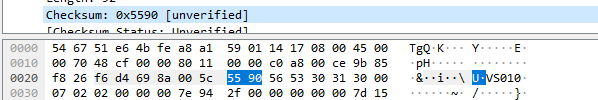 Length: 92
Checksum: 0x5590 [unverified]
[Checksum Status: Unverified]
0000 54 67 51 e6 4b fe a8 a1 59 01 14 17 08 00 45 00 TgQ·K··· Y·····E·
0010 00 70 48 cf 00 00 80 11 00 00 c0 a8 00 ce 9b 85 ·pH····· ········
0020 f8 26 f6 d4 69 8a 00 5c 55 90 56 53 30 31 30 00 ·&··i··\ U·VS010·
0030 07 02 02 00 00 00 7e 94 2f 00 00 00 00 00 7d 15 ······~· /·····}·